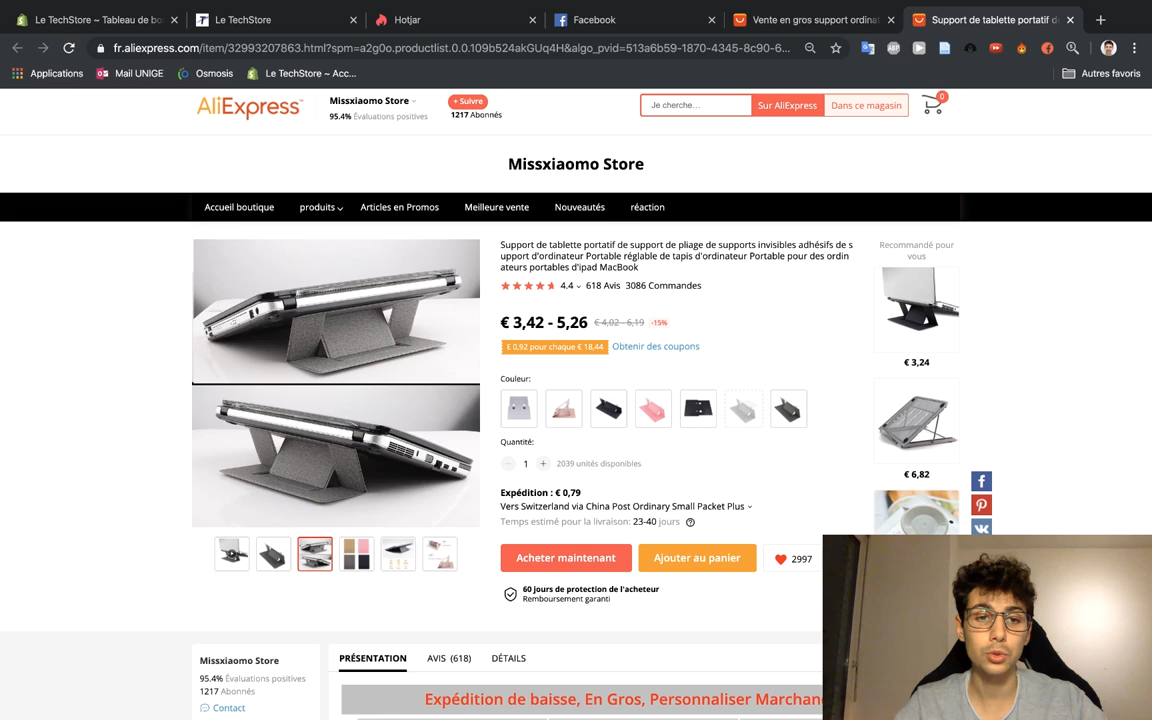 Le TechStore ~ Tableau de bo
Le TechStore
Hotjar
Facebook
Vente en gros support ordinat
Support de tablette portatif de
fr.aliexpress.com/item/32993207863.html?spm=a2g0o.productlist.0.0.109b524akGUq4H&algo_pvid=513a6b59-1870-4345-8c90-6...
Applications
Mail UNIGE
Osmosis
Le TechStore ~ Acc...
Autres favoris
AliExpress
Missxiaomo Store
95.4% Évaluations positives
+ Suivre
1217 Abonnés
Je cherche...
Sur AliExpress
Dans ce magasin
0
Missxiaomo Store
Accueil boutique
produits
Articles en Promos
Meilleure vente
Nouveautés
réaction
Support de tablette portatif de support de pliage de supports invisibles adhésifs de s
upport d'ordinateur Portable réglable de tapis d'ordinateur Portable pour des ordin
ateurs portables d'ipad MacBook
4.4
618 Avis
3086 Commandes
€ 3,42 - 5,26
€ 4,02 - 6,19
-15%
€ 0,92 pour chaque € 18,44
Obtenir des coupons
Couleur:
Quantité:
1
2039 unités disponibles
Expédition : € 0,79
Vers Switzerland via China Post Ordinary Small Packet Plus
Temps estimé pour la livraison: 23-40 jours
Acheter maintenant
Ajouter au panier
2997
60 jours de protection de l'acheteur
Remboursement garanti
Recommandé pour
vous
€ 3,24
€ 6,82
Missxiaomo Store
95.4% Évaluations positives
1217 Abonnés
Contact
PRÉSENTATION
AVIS (618)
DÉTAILS
Expédition de baisse, En Gros, Personnaliser Marchan